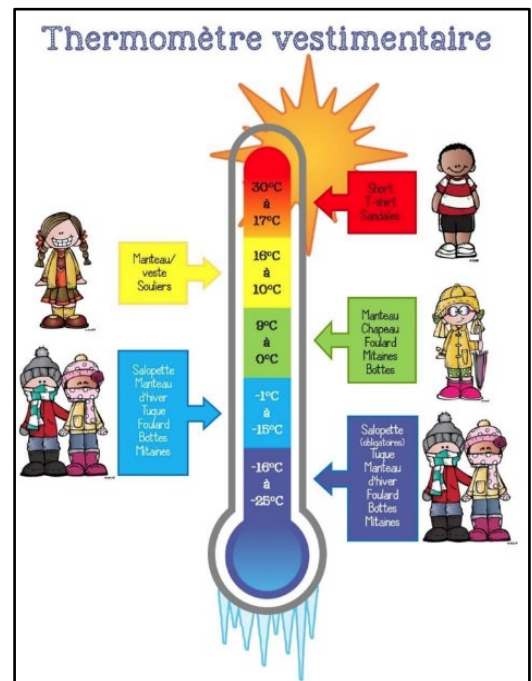 Thermomètre vestimentaire
30°C
à
17°C
Short
T-shirt
Sandales
Manteau/
veste
Souliers
16°C
à
10°C
9°C
à
0°C
Manteau
Chapeau
Foulard
Mitaines
Bottes
Salopette
Manteau
d'hiver
Tuque
Foulard
Bottes
Mitaines
-1°C
à
-15°C
-16°C
à
-25°C
Salopette
(obligatoires)
Tuque
Manteau
d'hiver
Foulard
Bottes
Mitaines